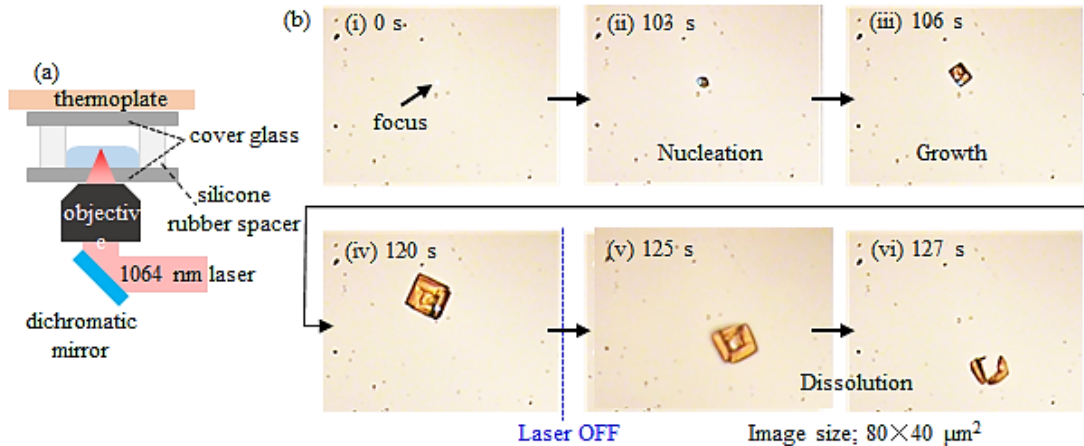 (a)
thermoplate
cover glass
silicone
rubber spacer
objectiv
e
1064 nm laser
dichromatic
mirror
(b)
(i) 0 s
focus
(ii) 103 s
Nucleation
(iii) 106 s
Growth
(iv) 120 s
(v) 125 s
(vi) 127 s
Dissolution
Laser OFF
Image size; 80×40 μm²